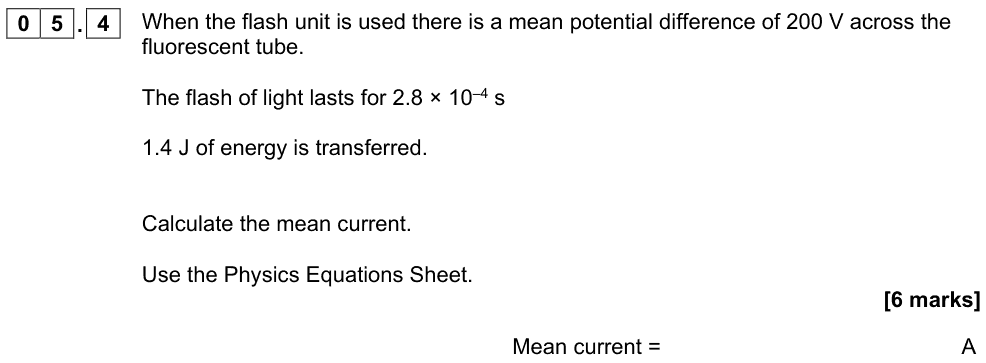 0 5 . 4 When the flash unit is used there is a mean potential difference of 200 V across the
fluorescent tube.
The flash of light lasts for 2.8 × 10⁻⁴ s
1.4 J of energy is transferred.
Calculate the mean current.
Use the Physics Equations Sheet.
[6 marks]
Mean current = A